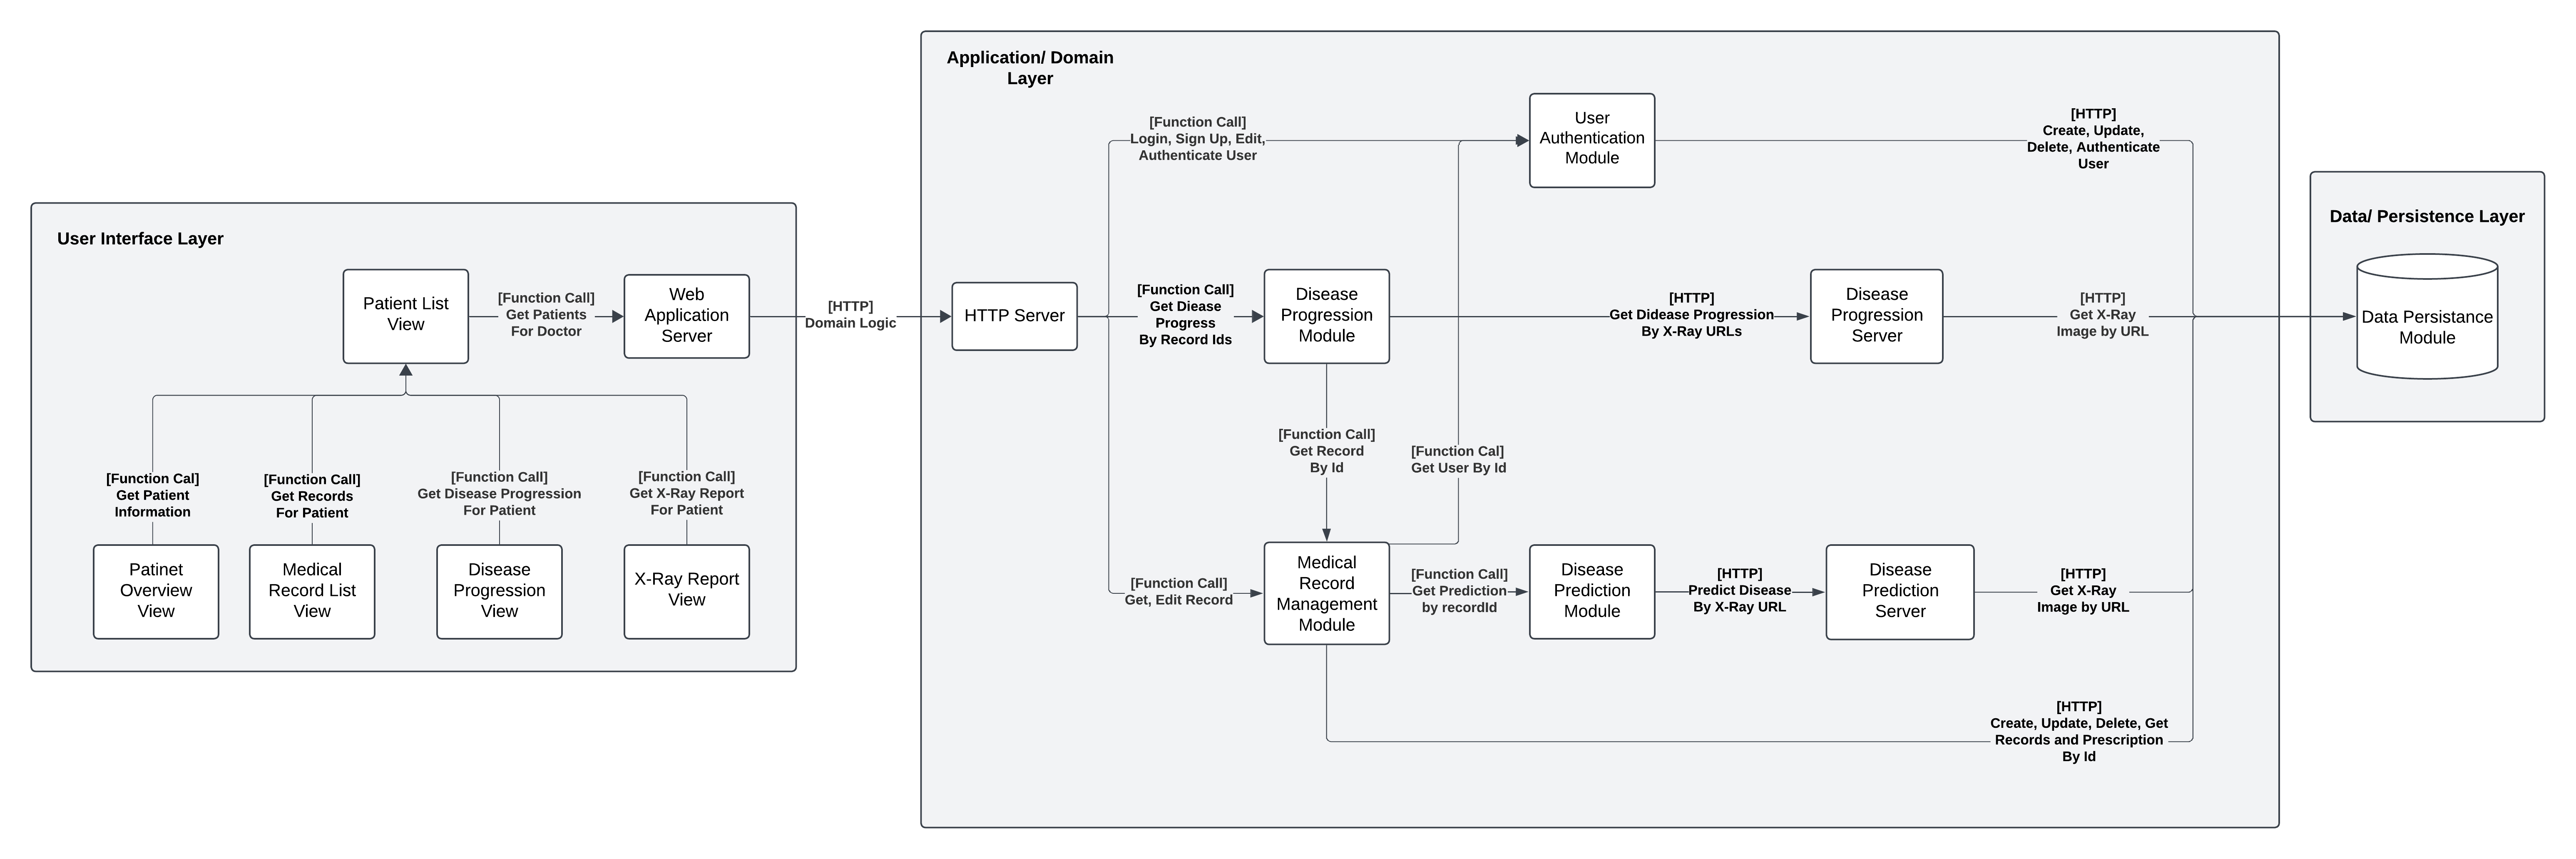 User Interface Layer
Patient List
View
[Function Call]
Get Patients
For Doctor
Web
Application
Server
[Function Cal]
Get Patient
Information
[Function Call]
Get Records
For Patient
[Function Call]
Get Disease Progression
For Patient
[Function Call]
Get X-Ray Report
For Patient
Patinet
Overview
View
Medical
Record List
View
Disease
Progression
View
X-Ray Report
View
[HTTP]
Domain Logic
Application/ Domain
Layer
HTTP Server
[Function Call]
Login, Sign Up, Edit,
Authenticate User
User
Authentication
Module
[HTTP]
Create, Update,
Delete, Authenticate
User
[Function Call]
Get Diease
Progress
By Record Ids
Disease
Progression
Module
[HTTP]
Get Didease Progression
By X-Ray URLs
Disease
Progression
Server
[HTTP]
Get X-Ray
Image by URL
[Function Call]
Get Record
By Id
[Function Cal]
Get User By Id
[Function Call]
Get, Edit Record
Medical
Record
Management
Module
[Function Call]
Get Prediction
by recordId
Disease
Prediction
Module
[HTTP]
Predict Disease
By X-Ray URL
Disease
Prediction
Server
[HTTP]
Get X-Ray
Image by URL
[HTTP]
Create, Update, Delete, Get
Records and Prescription
By Id
Data/ Persistence Layer
Data Persistance
Module